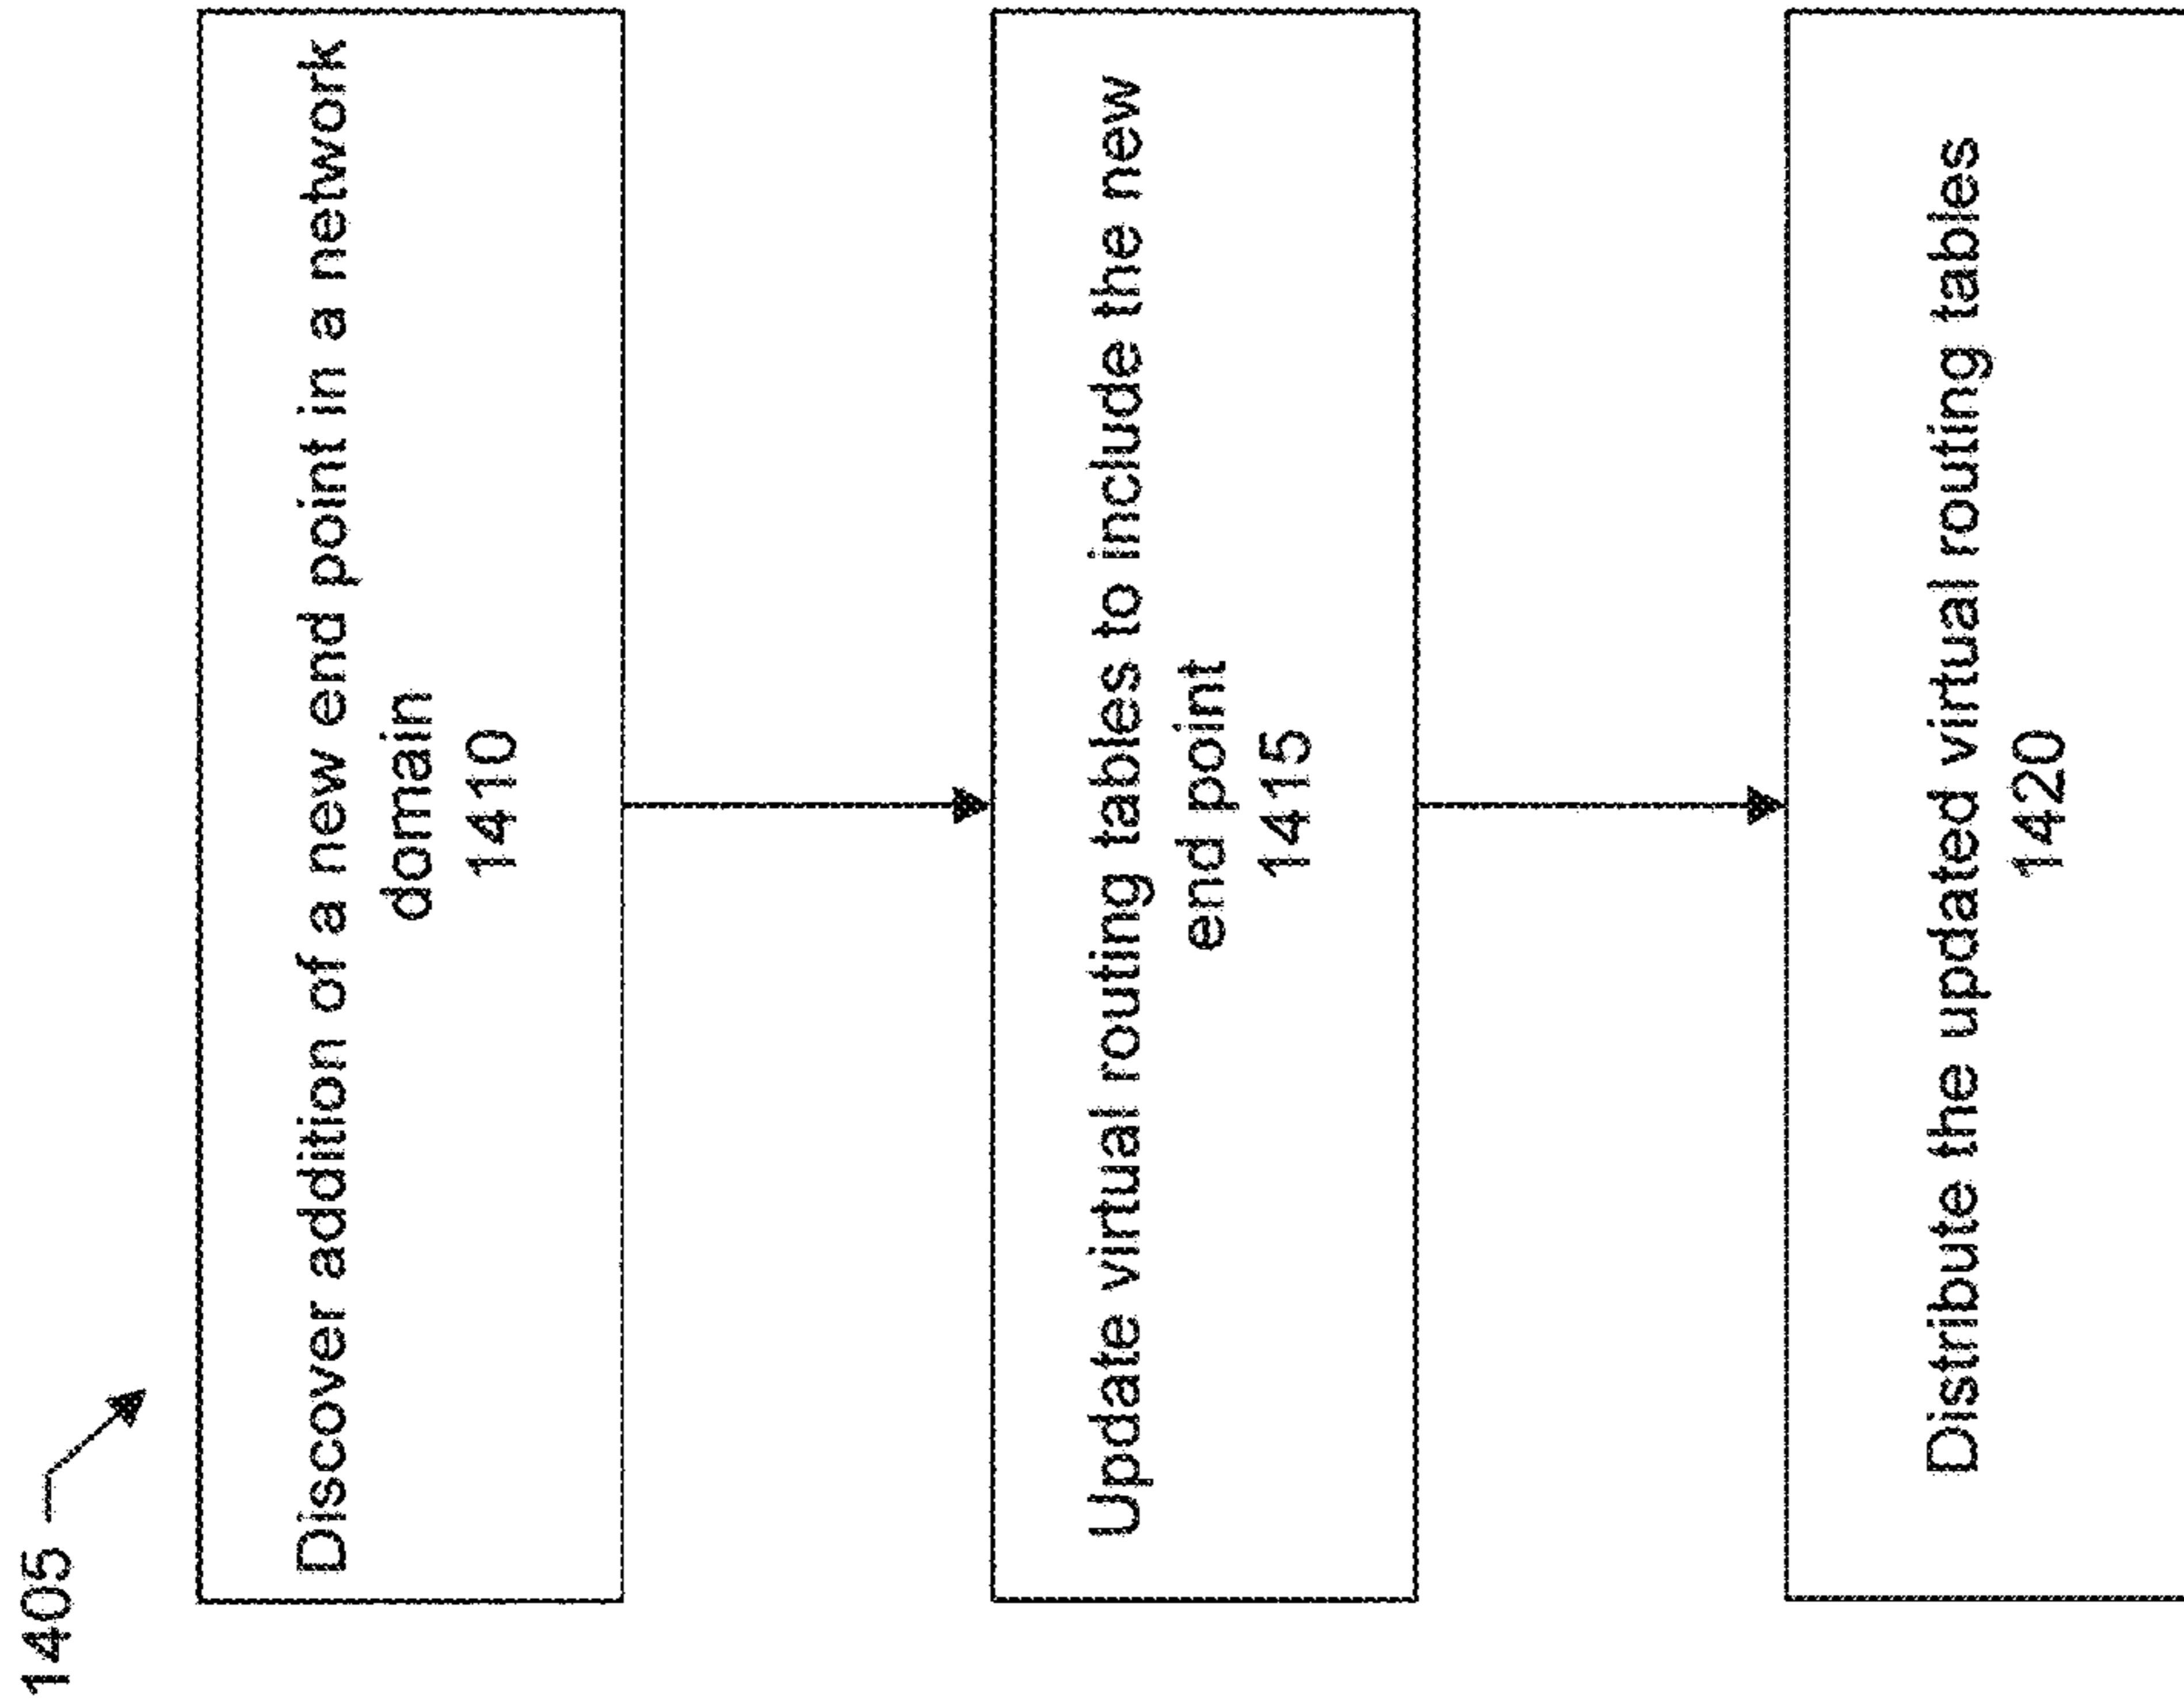 1405
Discover addition of a new end point in a network
domain
1410
Update virtual routing tables to include the new
end point
1415
Distribute the updated virtual routing tables
1420